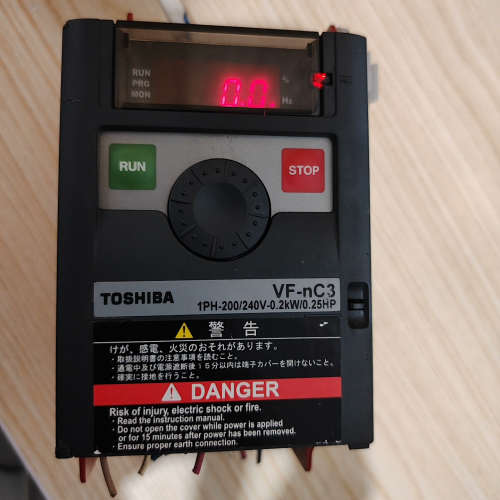 RUN
PRG
MON
0.0
%
Hz
RUN
STOP
TOSHIBA
VF-nC3
1PH-200/240V-0.2kW/0.25HP
警告
けが、感電、火災のおそれがあります。
・取扱説明書の注意事項を読むこと。
・通電中及び電源遮断後15分以内は端子カバーを開けないこと。
・確実に接地を行うこと。
DANGER
Risk of injury, electric shock or fire.
・Read the instruction manual.
・Do not open the cover while power is applied
or for 15 minutes after power has been removed.
・Ensure proper earth connection.